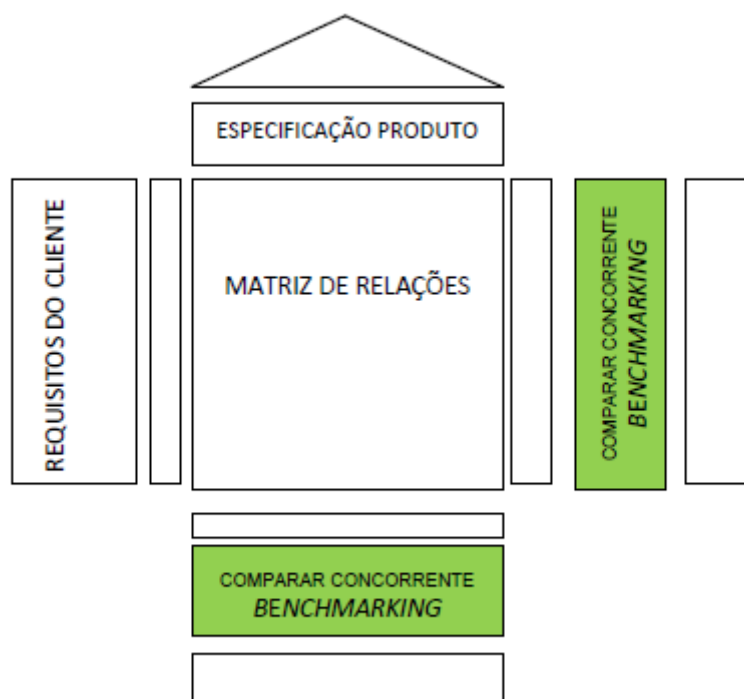 ESPECIFICAÇÃO PRODUTO
REQUISITOS DO CLIENTE
MATRIZ DE RELAÇÕES
COMPARAR CONCORRENTE
BENCHMARKING
COMPARAR CONCORRENTE
BENCHMARKING